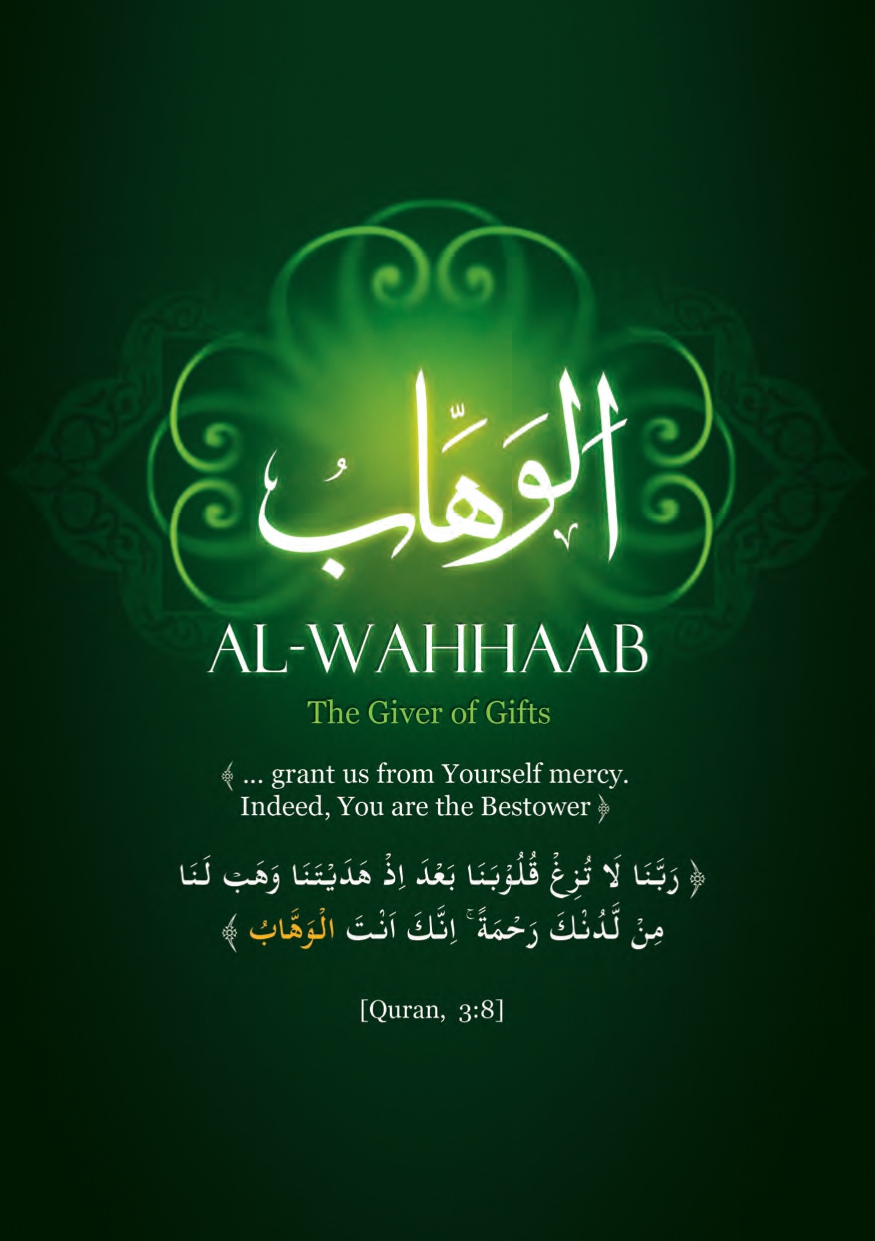 الوَهَّابُ
AL-WAHHAAB
The Giver of Gifts
﴾ ... grant us from Yourself mercy.
Indeed, You are the Bestower ﴿
﴿ رَبَّنَا لَا تُزِغْ قُلُوْبَنَا بَعْدَ اِذْ هَدَيْتَنَا وَهَبْ لَنَا
مِنْ لَّدُنْكَ رَحْمَةً ۚ اِنَّكَ اَنْتَ الْوَهَّابُ ﴾
[Quran, 3:8]